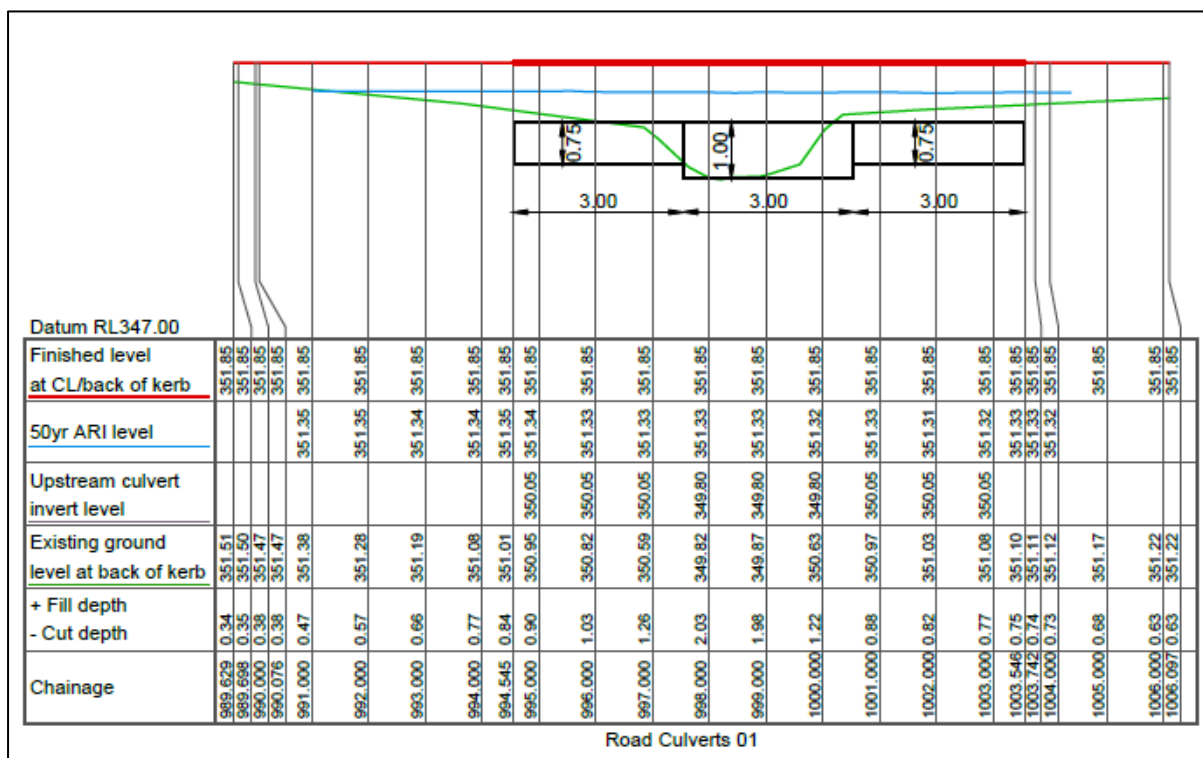 0.75
1.00
0.75
3.00 3.00 3.00
Datum RL347.00
Finished level
at CL/back of kerb
351.85 351.85 351.85 351.85 351.85 351.85 351.85 351.85 351.85 351.85 351.85 351.85 351.85 351.85 351.85 351.85 351.85 351.85 351.85 351.85 351.85 351.85 351.85 351.85
50yr ARI level
351.35 351.35 351.34 351.34 351.35 351.34 351.33 351.33 351.33 351.33 351.32 351.33 351.31 351.32 351.33 351.33 351.32
Upstream culvert
invert level
350.05 350.05 350.05 349.80 349.80 349.80 350.05 350.05 350.05
Existing ground
level at back of kerb
351.51 351.50 351.47 351.47 351.38 351.28 351.19 351.08 351.01 350.95 350.82 350.59 349.82 349.87 350.63 350.97 351.03 351.08 351.10 351.11 351.12 351.17 351.22 351.22
+ Fill depth
- Cut depth
0.34 0.35 0.38 0.38 0.47 0.57 0.66 0.77 0.84 0.90 1.03 1.26 2.03 1.98 1.22 0.88 0.82 0.77 0.75 0.74 0.73 0.68 0.63 0.63
Chainage
989.629 989.698 990.000 990.076 991.000 992.000 993.000 994.000 994.545 995.000 996.000 997.000 998.000 999.000 1000.000 1001.000 1002.000 1003.000 1003.546 1003.742 1004.000 1005.000 1006.000 1006.097
Road Culverts 01